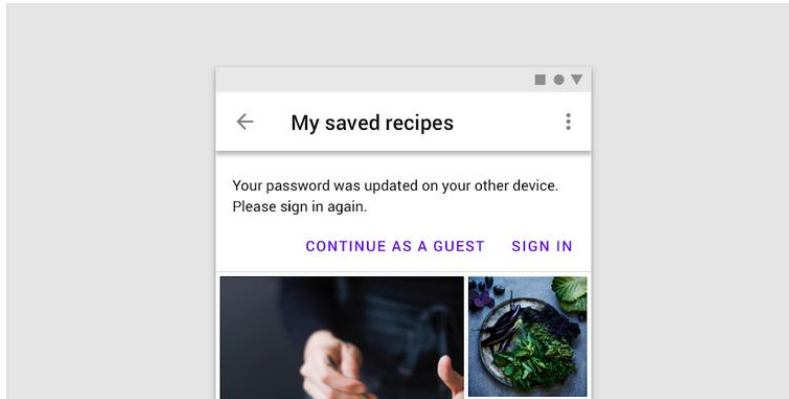 My saved recipes
Your password was updated on your other device.
Please sign in again.
CONTINUE AS A GUEST SIGN IN